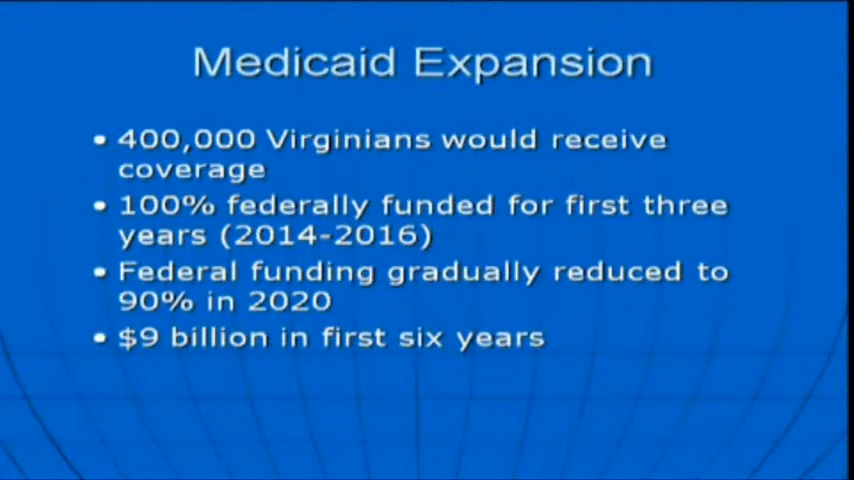 Medicaid Expansion
• 400,000 Virginians would receive
coverage
• 100% federally funded for first three
years (2014-2016)
• Federal funding gradually reduced to
90% in 2020
• $9 billion in first six years